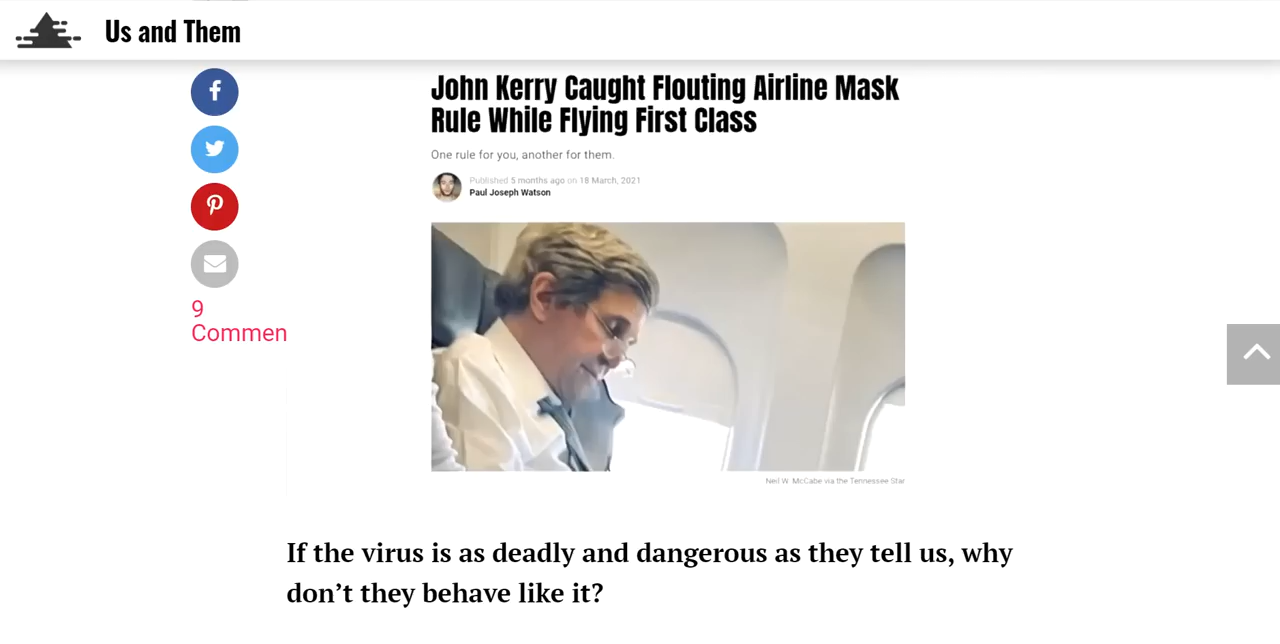 Us and Them
John Kerry Caught Flouting Airline Mask
Rule While Flying First Class
One rule for you, another for them.
Published 5 months ago on 18 March, 2021
Paul Joseph Watson
9
Commen
Neil W. McCabe via the Tennessee Star
If the virus is as deadly and dangerous as they tell us, why
don’t they behave like it?